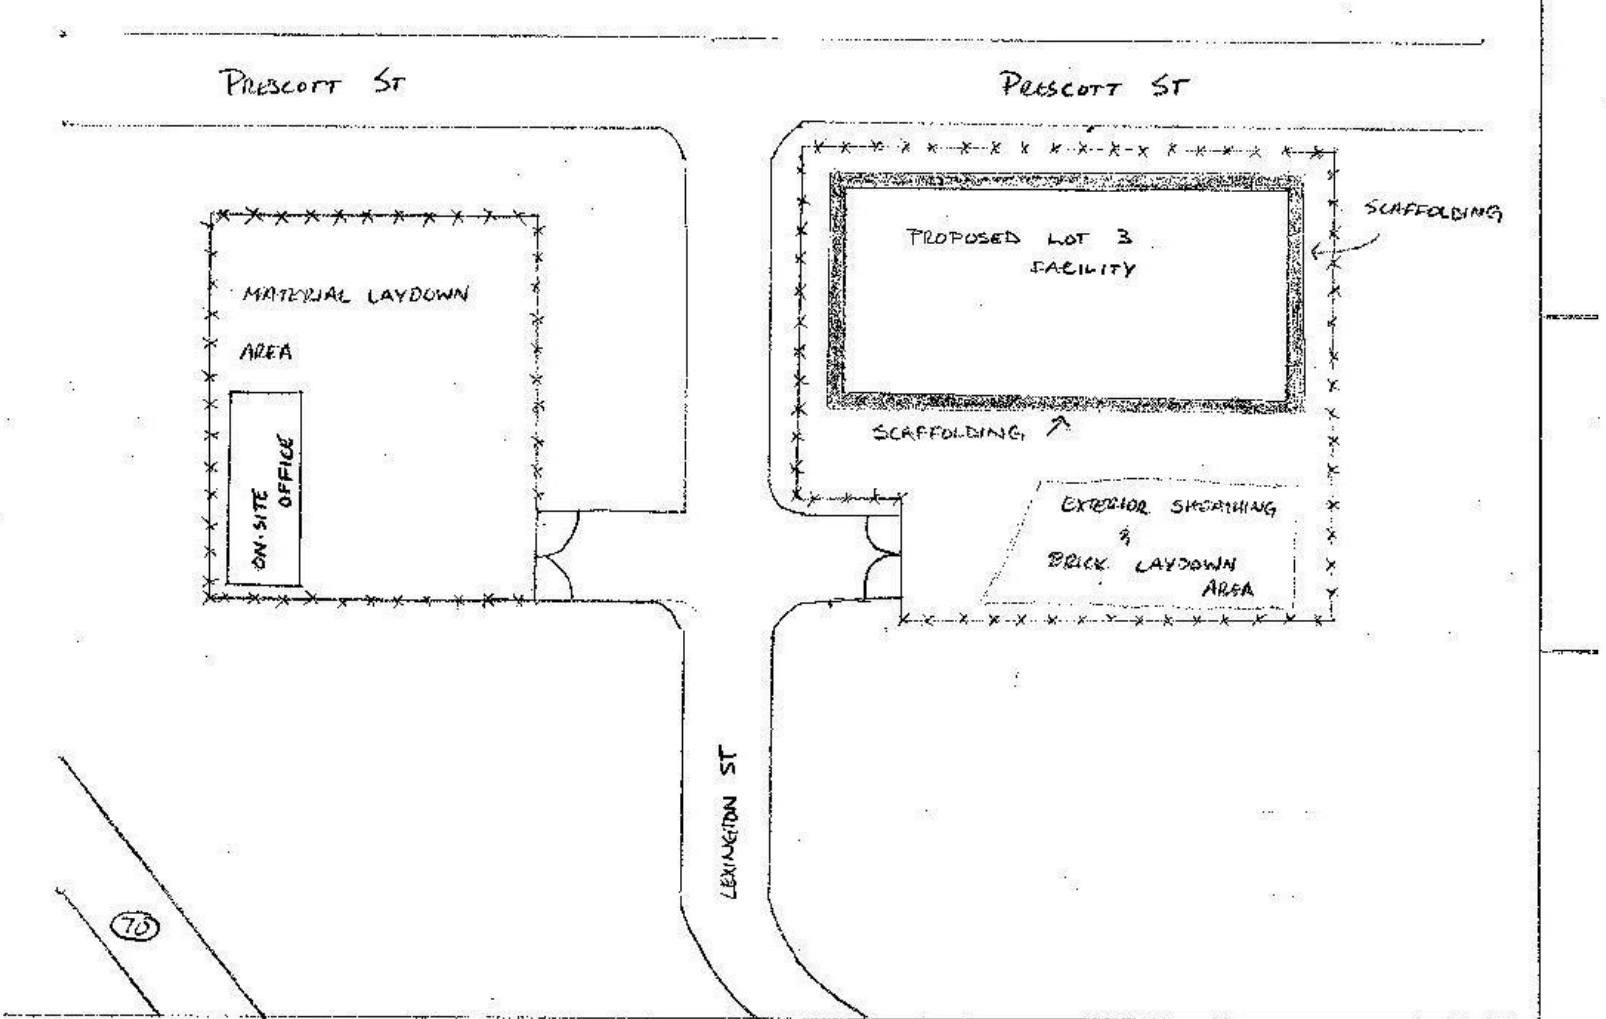 PRESCOTT ST
PRESCOTT ST
SCAFFOLDING
PROPOSED LOT 3
FACILITY
MATERIAL LAYDOWN
AREA
ON-SITE
OFFICE
SCAFFOLDING
EXTERIOR SHEATHING
&
BRICK LAYDOWN
AREA
LEXINGTON ST
70